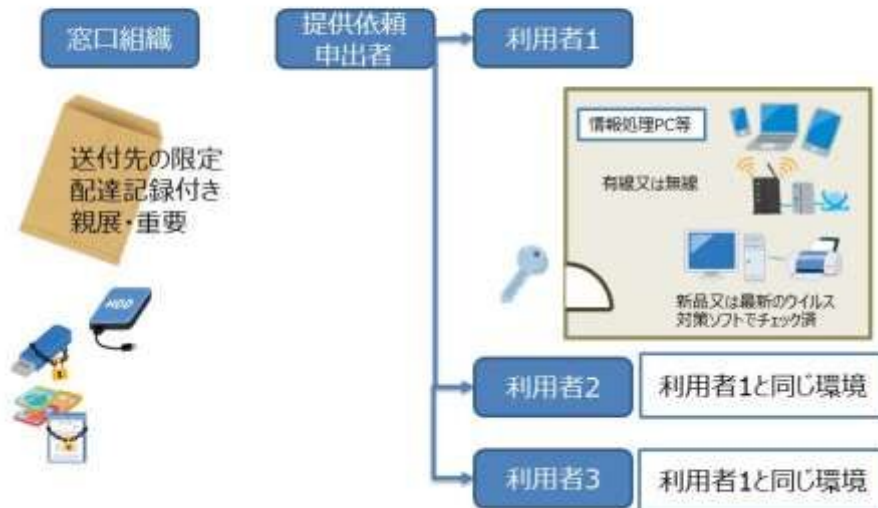 窓口組織
提供依頼
申出者
利用者1
送付先の限定
配達記録付き
親展・重要
HDD
情報処理PC等
有線又は無線
新品又は最新のウイルス
対策ソフトでチェック済
利用者2
利用者1と同じ環境
利用者3
利用者1と同じ環境